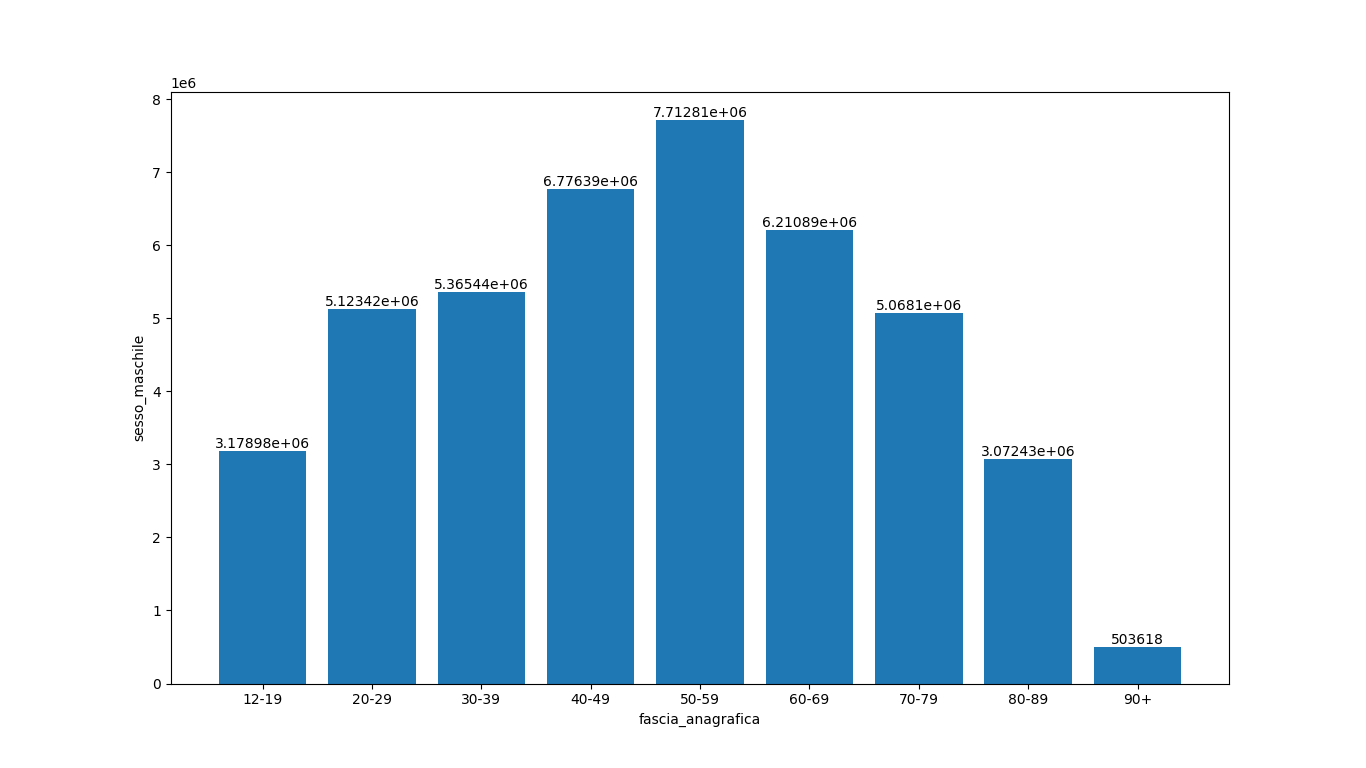 1e6
8
7
6
5
4
3
2
1
0
sesso_maschile
3.17898e+06
5.12342e+06
5.36544e+06
6.77639e+06
7.71281e+06
6.21089e+06
5.0681e+06
3.07243e+06
503618
12-19
20-29
30-39
40-49
50-59
60-69
70-79
80-89
90+
fascia_anagrafica